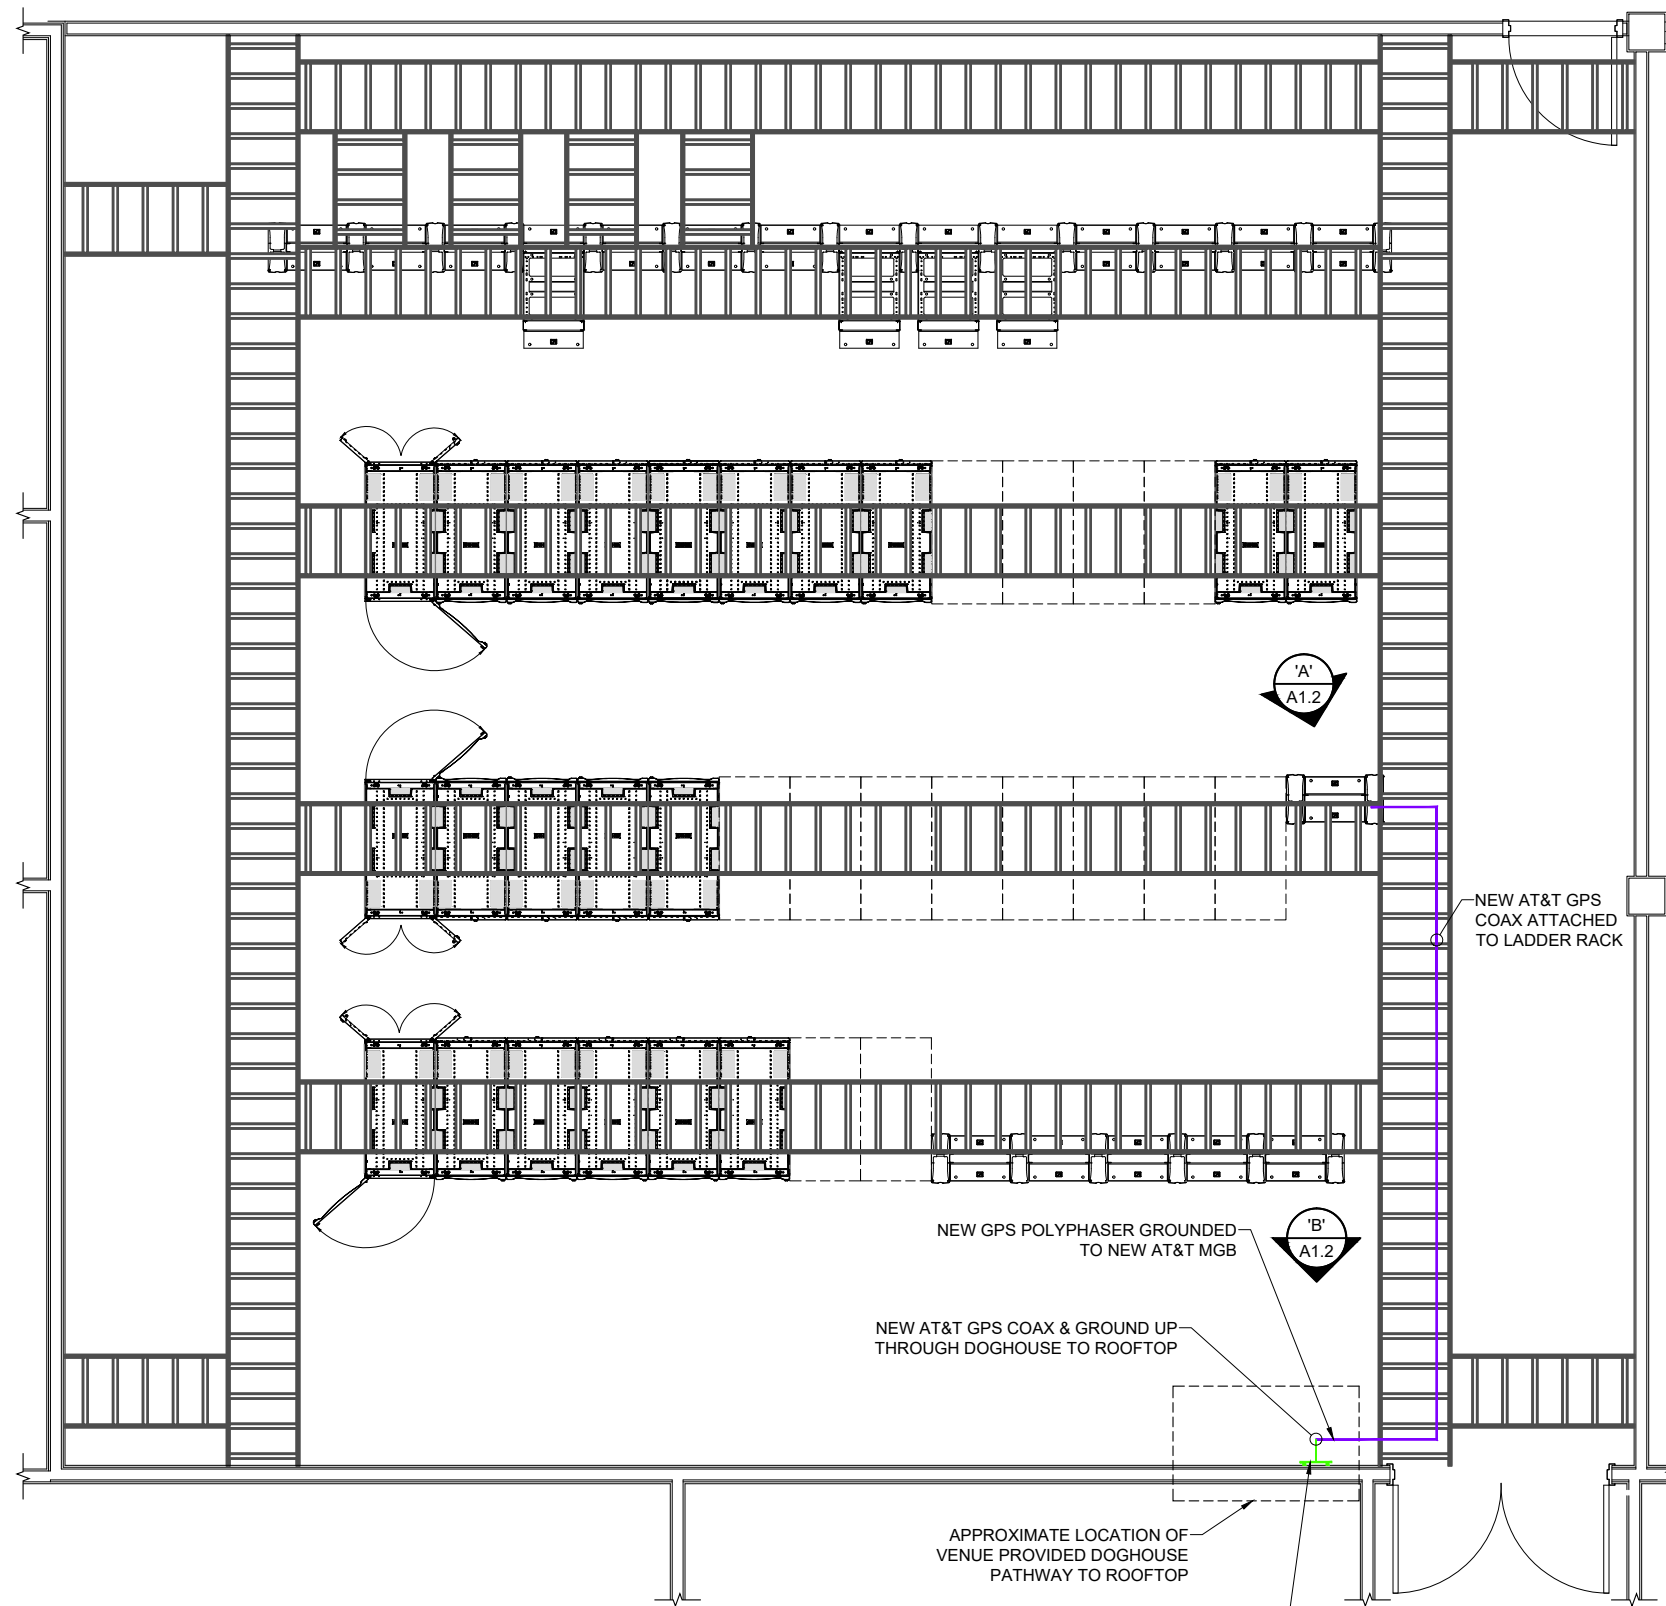 'A'
A1.2
NEW AT&T GPS
COAX ATTACHED
TO LADDER RACK
NEW GPS POLYPHASER GROUNDED
TO NEW AT&T MGB
'B'
A1.2
NEW AT&T GPS COAX & GROUND UP
THROUGH DOGHOUSE TO ROOFTOP
APPROXIMATE LOCATION OF
VENUE PROVIDED DOGHOUSE
PATHWAY TO ROOFTOP